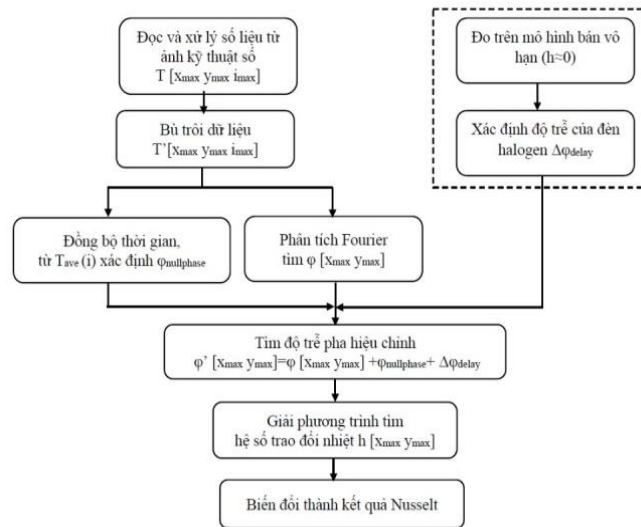 Đọc và xử lý số liệu từ
ảnh kỹ thuật số
T [xmax ymax imax]
Đo trên mô hình bán vô
hạn (h≈0)
Bù trôi dữ liệu
T’[xmax ymax imax]
Xác định độ trễ của đèn
halogen Δφdelay
Đồng bộ thời gian,
từ Tave (i) xác định φnullphase
Phân tích Fourier
tìm φ [xmax ymax]
Tìm độ trễ pha hiệu chỉnh
φ’ [xmax ymax]=φ [xmax ymax] +φnullphase+ Δφdelay
Giải phương trình tìm
hệ số trao đổi nhiệt h [xmax ymax]
Biến đổi thành kết quả Nusselt